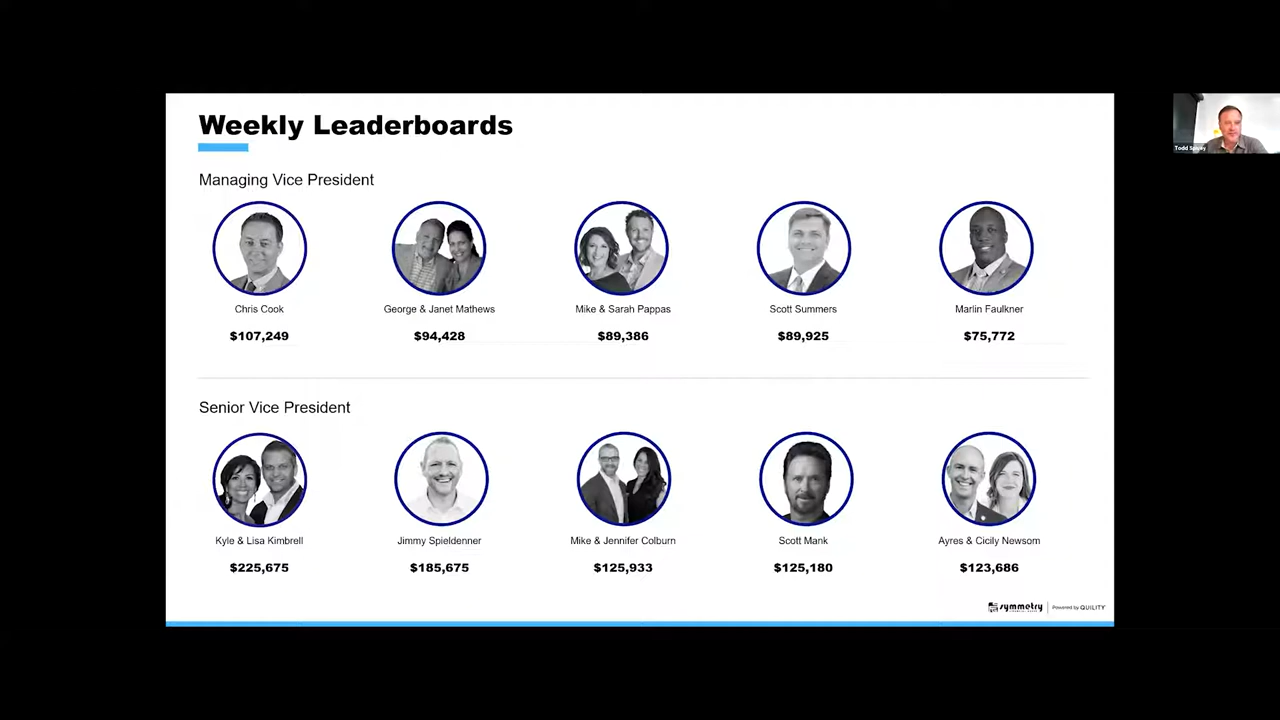 Weekly Leaderboards
Managing Vice President
Chris Cook
George & Janet Mathews
Mike & Sarah Pappas
Scott Summers
Marlin Faulkner
$107,249
$94,428
$89,386
$89,925
$75,772
Senior Vice President
Kyle & Lisa Kimbrell
Jimmy Spieldenner
Mike & Jennifer Colburn
Scott Mank
Ayres & Cicily Newsom
$225,675
$185,675
$125,933
$125,180
$123,686
symmetry
Powered by QUILITY
Todd